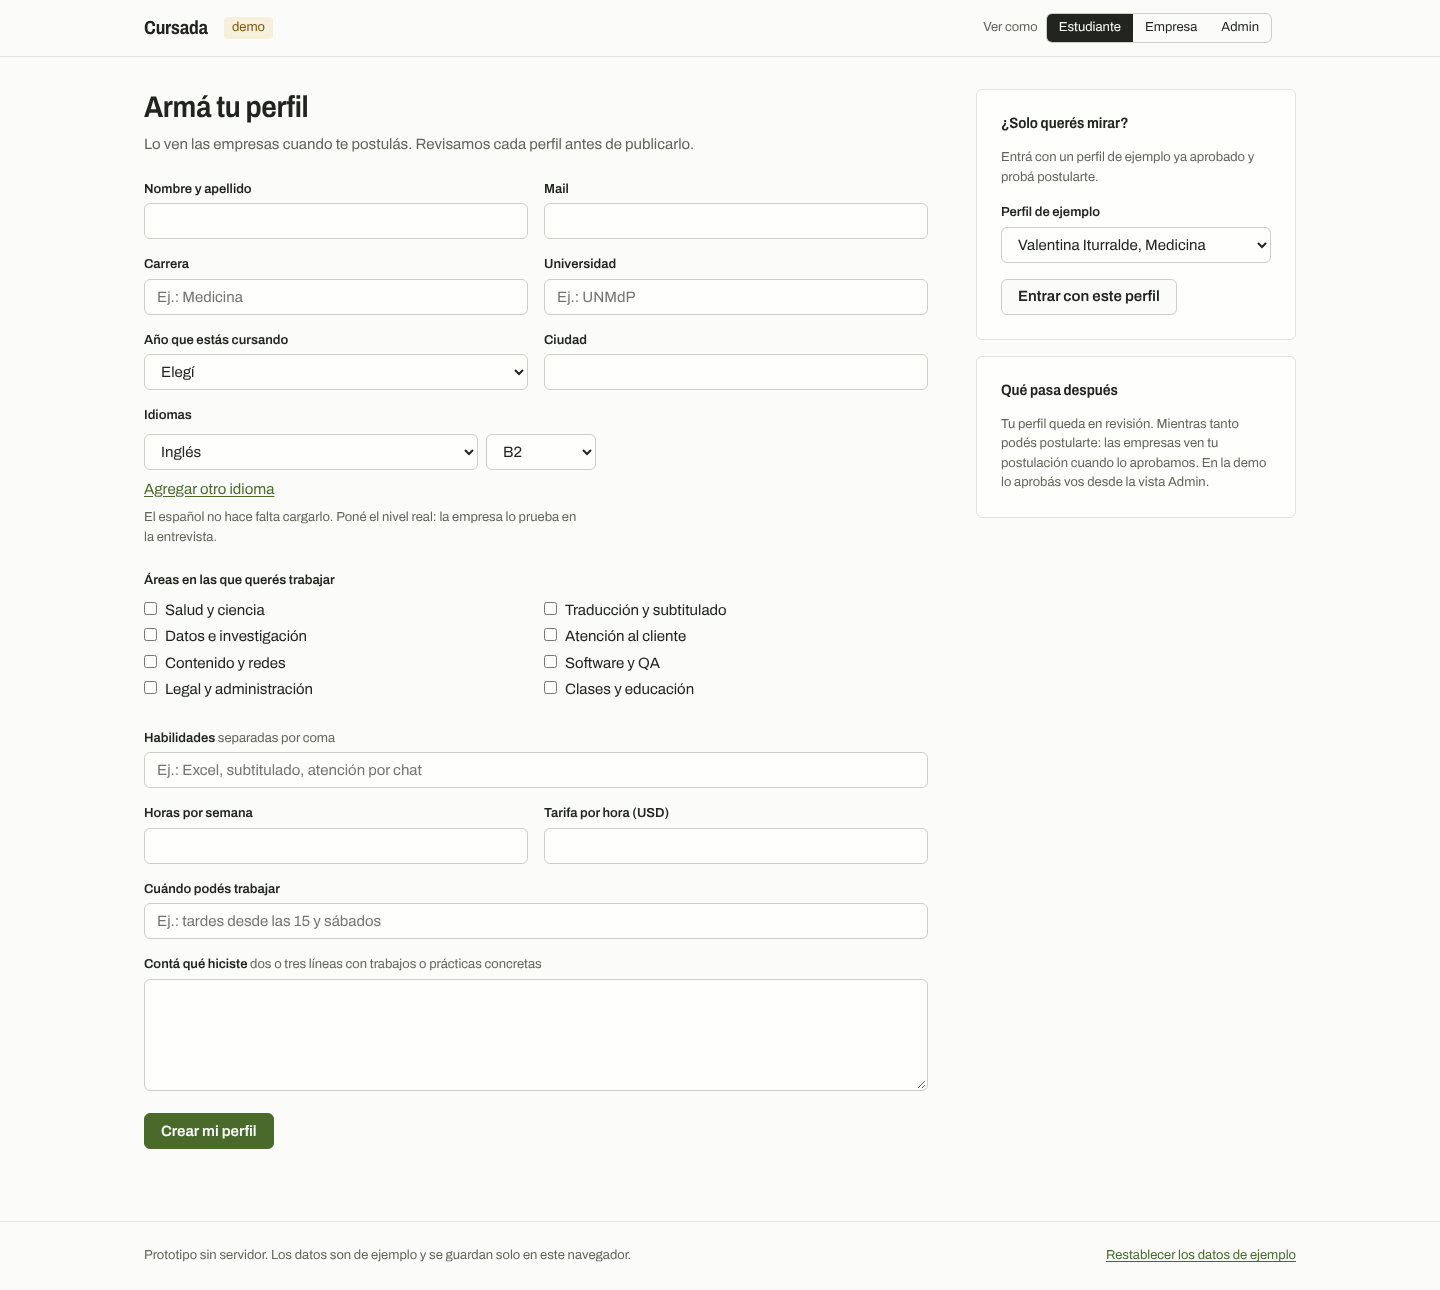 Cursada
demo
Ver como
Estudiante
Empresa
Admin
Armá tu perfil
Lo ven las empresas cuando te postulás. Revisamos cada perfil antes de publicarlo.
Nombre y apellido
Mail
Carrera
Universidad
Ej.: Medicina
Ej.: UNMdP
Año que estás cursando
Ciudad
Elegí
Idiomas
Inglés
B2
Agregar otro idioma
El español no hace falta cargarlo. Poné el nivel real: la empresa lo prueba en
la entrevista.
Áreas en las que querés trabajar
Salud y ciencia
Traducción y subtitulado
Datos e investigación
Atención al cliente
Contenido y redes
Software y QA
Legal y administración
Clases y educación
Habilidades separadas por coma
Ej.: Excel, subtitulado, atención por chat
Horas por semana
Tarifa por hora (USD)
Cuándo podés trabajar
Ej.: tardes desde las 15 y sábados
Contá qué hiciste dos o tres líneas con trabajos o prácticas concretas
Crear mi perfil
¿Solo querés mirar?
Entrá con un perfil de ejemplo ya aprobado y
probá postularte.
Perfil de ejemplo
Valentina Iturralde, Medicina
Entrar con este perfil
Qué pasa después
Tu perfil queda en revisión. Mientras tanto
podés postularte: las empresas ven tu
postulación cuando lo aprobamos. En la demo
lo aprobás vos desde la vista Admin.
Prototipo sin servidor. Los datos son de ejemplo y se guardan solo en este navegador.
Restablecer los datos de ejemplo